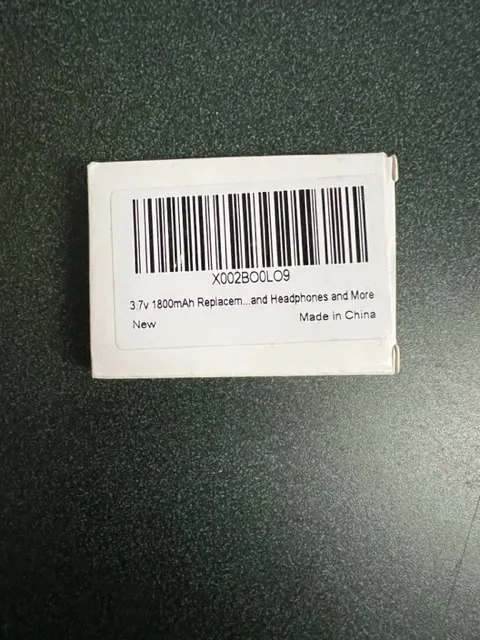 X002BO0LO9
3.7v 1800mAh Replacem...and Headphones and More
New
Made in China